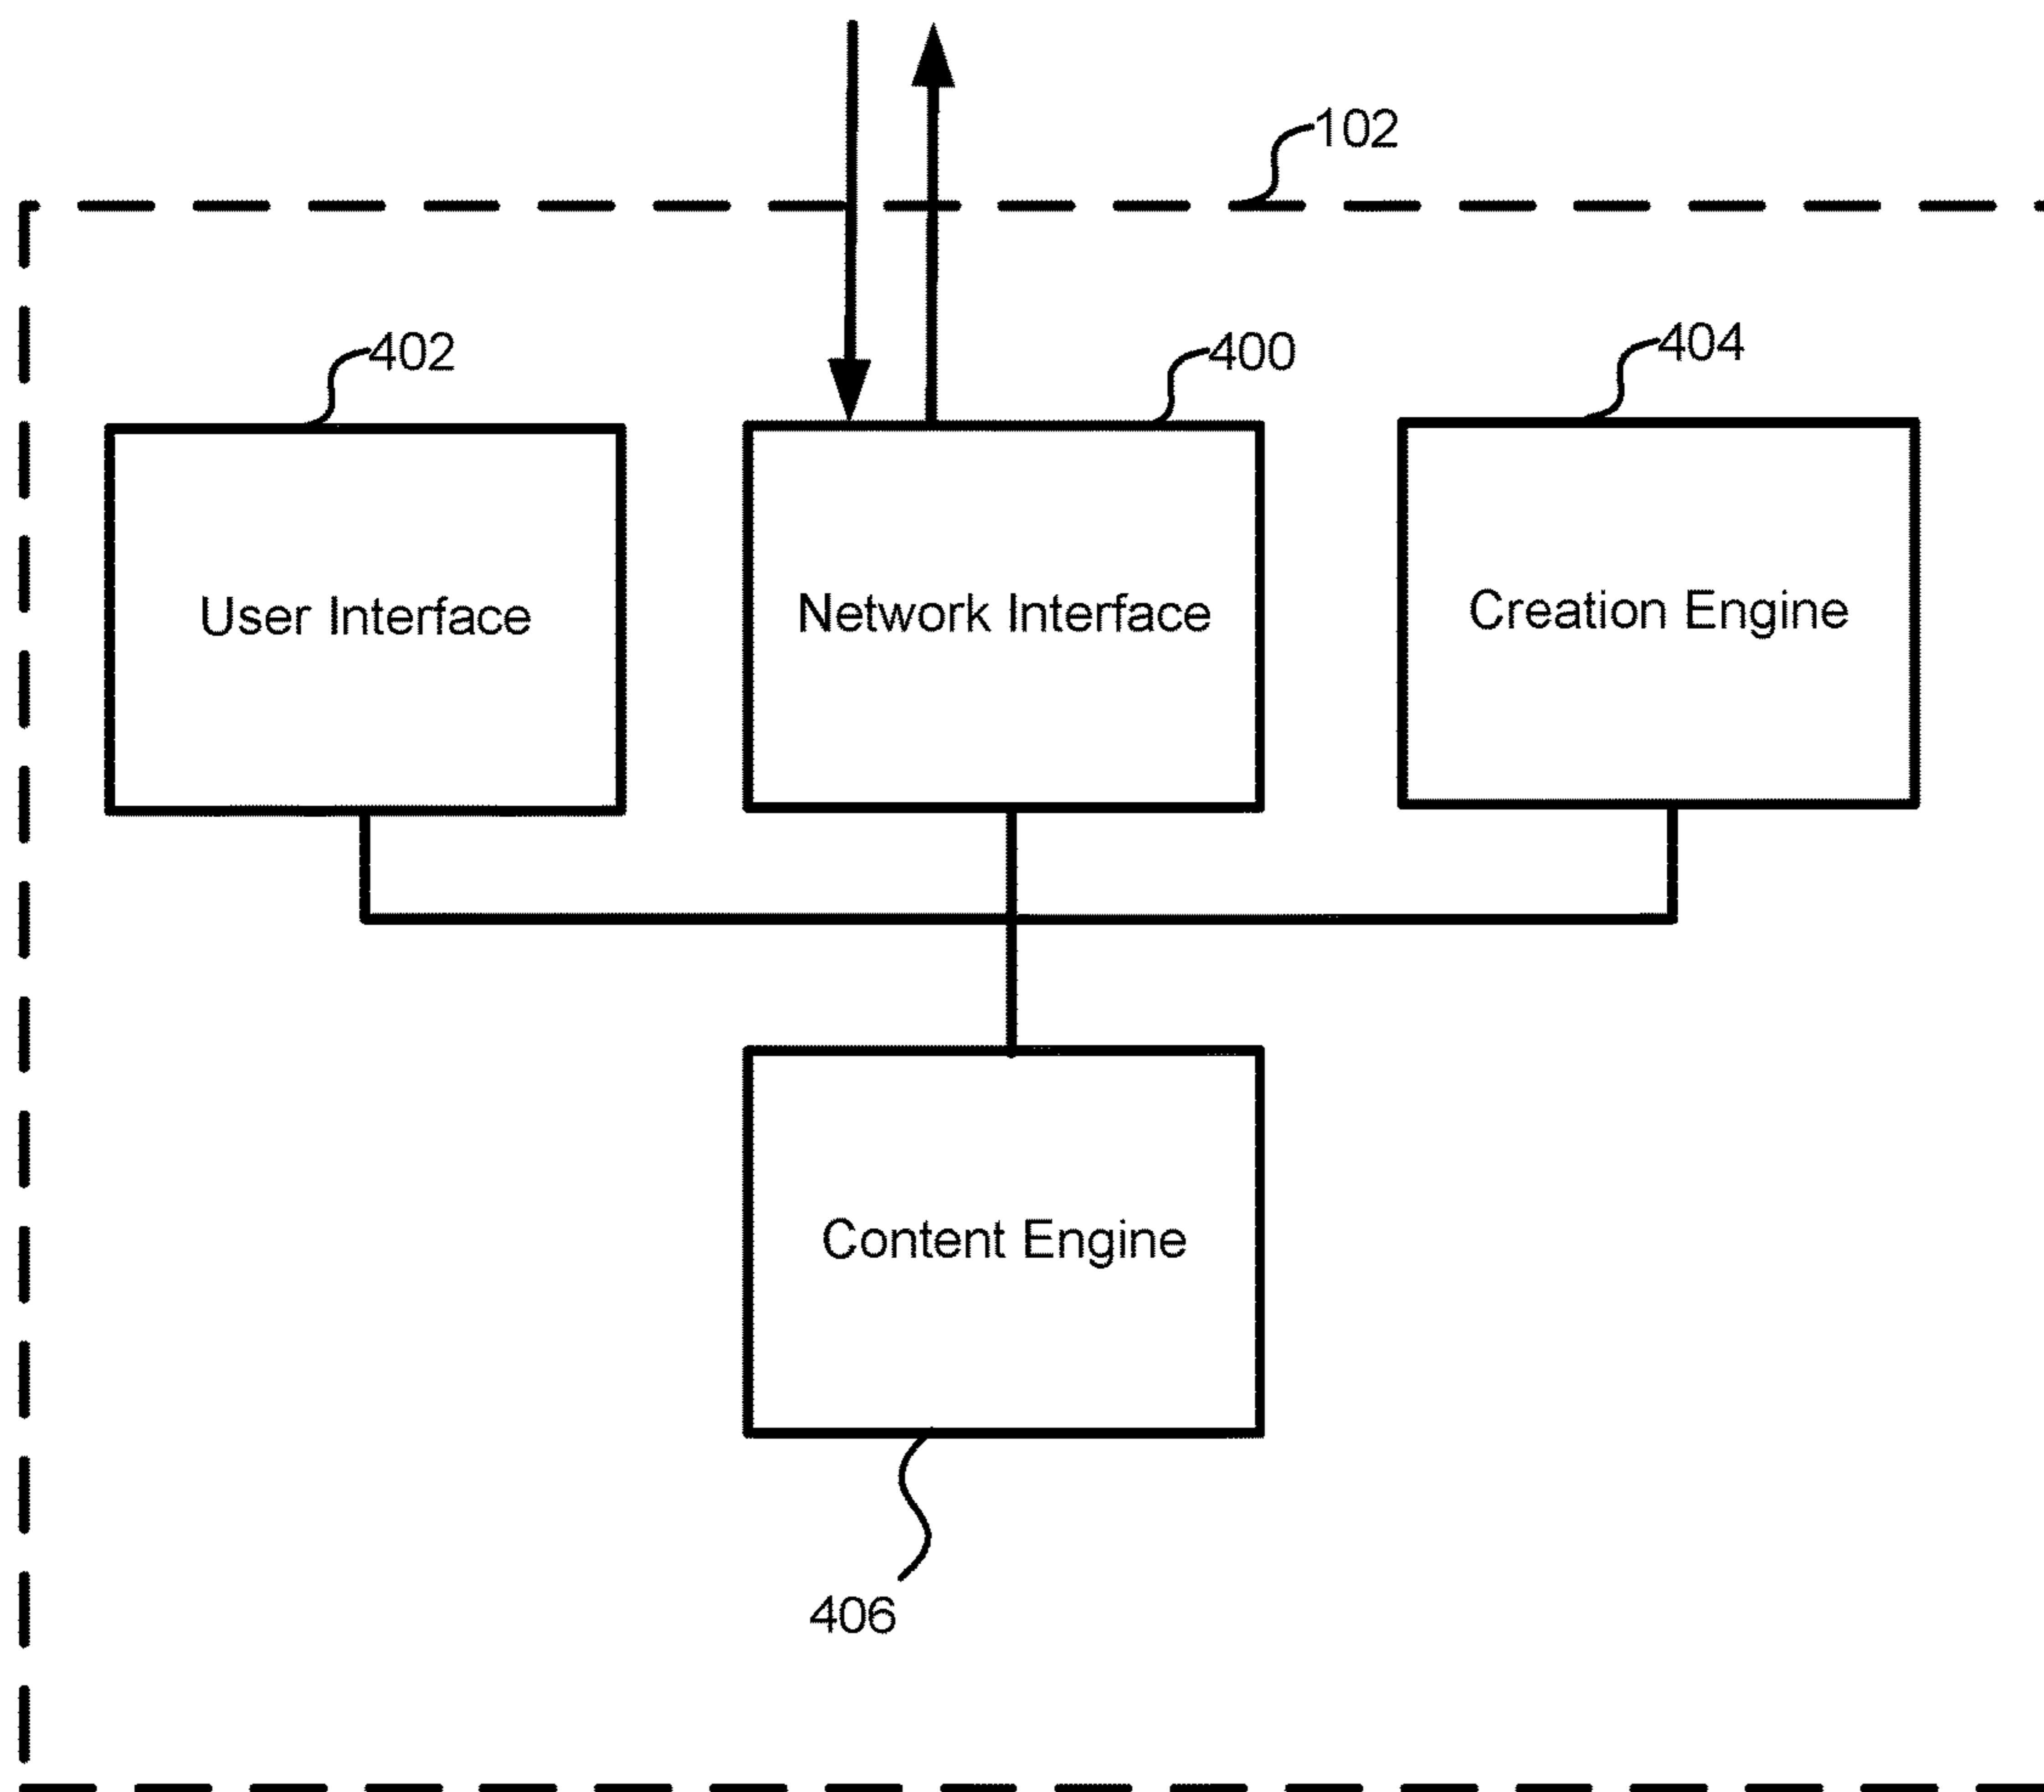 102
402
400
404
User Interface
Network Interface
Creation Engine
Content Engine
406